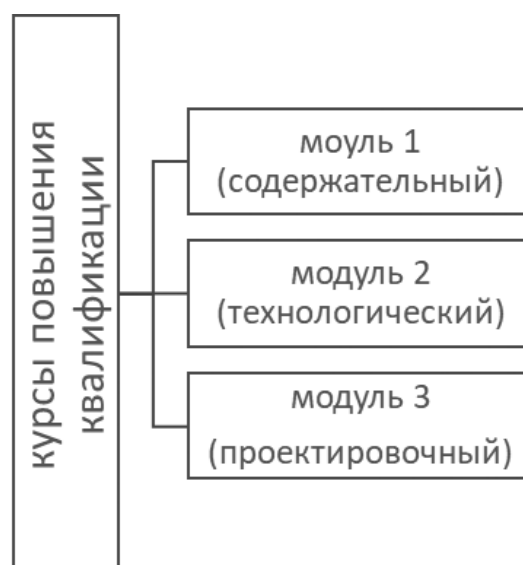 курсы повышения
квалификации
моуль 1
(содержательный)
модуль 2
(технологический)
модуль 3
(проектировочный)